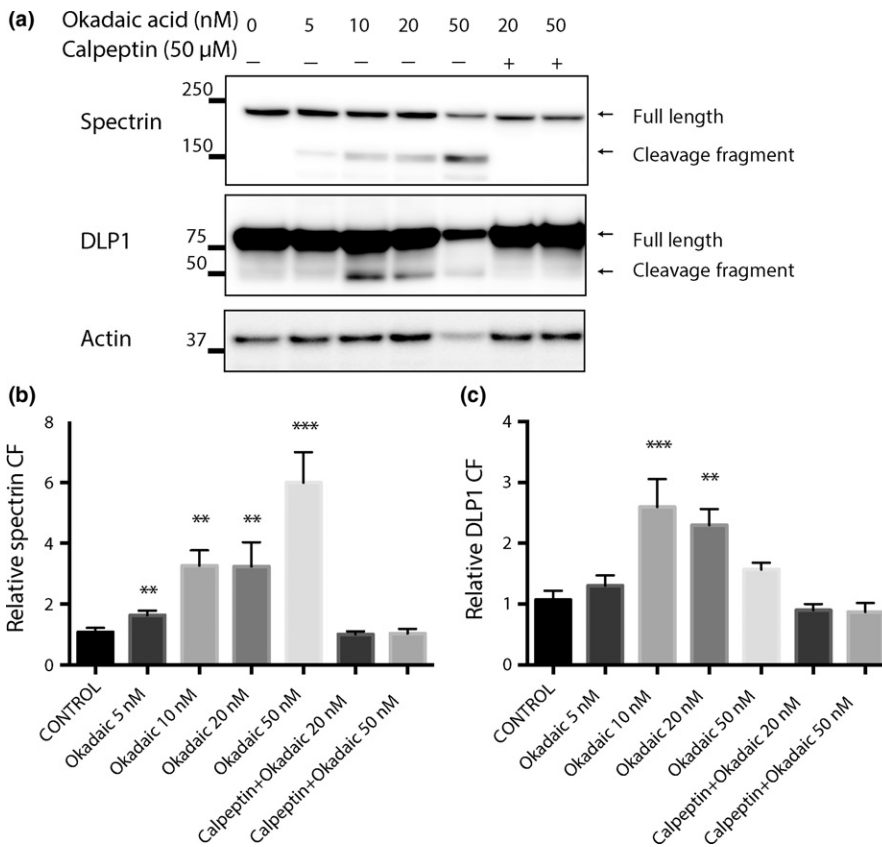 (a) Okadaic acid (nM) 0 5 10 20 50 20 50
Calpeptin (50 µM) – – – – – + +
250
Spectrin ← Full length
150 ← Cleavage fragment
DLP1 75 ← Full length
50 ← Cleavage fragment
Actin 37
(b)
Relative spectrin CF
8
6
4
2
0
** ** ** ***
CONTROL
Okadaic 5 nM
Okadaic 10 nM
Okadaic 20 nM
Okadaic 50 nM
Calpeptin+Okadaic 20 nM
Calpeptin+Okadaic 50 nM
(c)
Relative DLP1 CF
4
3
2
1
0
*** **
CONTROL
Okadaic 5 nM
Okadaic 10 nM
Okadaic 20 nM
Okadaic 50 nM
Calpeptin+Okadaic 20 nM
Calpeptin+Okadaic 50 nM